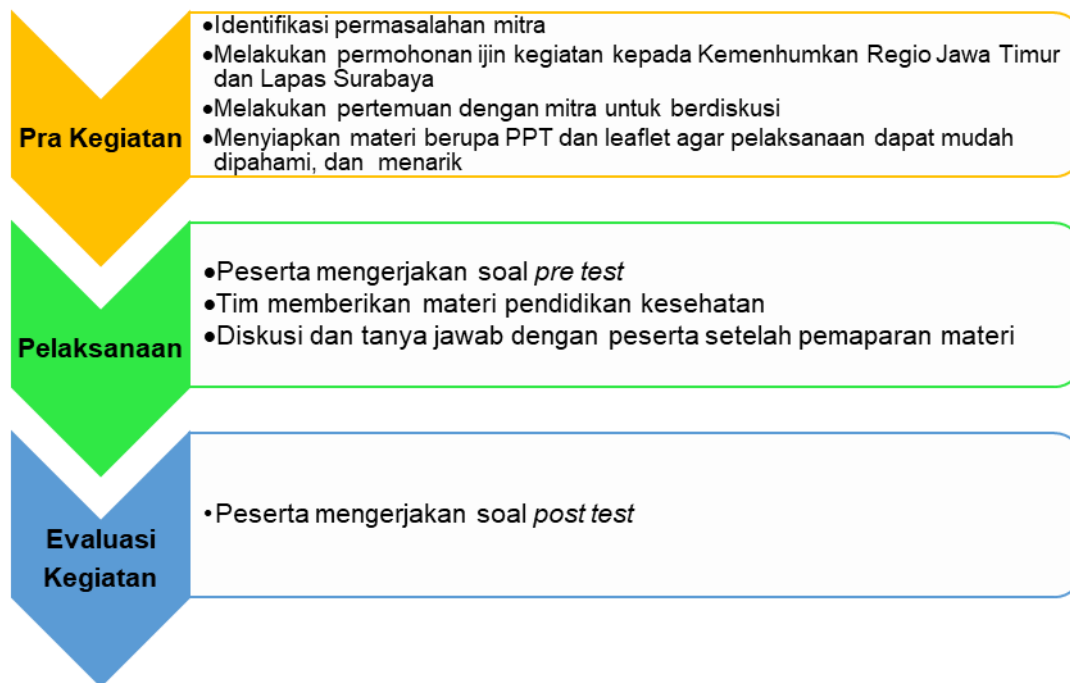 Pra Kegiatan
•Identifikasi permasalahan mitra
•Melakukan permohonan ijin kegiatan kepada Kemenhumkan Regio Jawa Timur
dan Lapas Surabaya
•Melakukan pertemuan dengan mitra untuk berdiskusi
•Menyiapkan materi berupa PPT dan leaflet agar pelaksanaan dapat mudah
dipahami, dan menarik
Pelaksanaan
•Peserta mengerjakan soal pre test
•Tim memberikan materi pendidikan kesehatan
•Diskusi dan tanya jawab dengan peserta setelah pemaparan materi
Evaluasi
Kegiatan
•Peserta mengerjakan soal post test